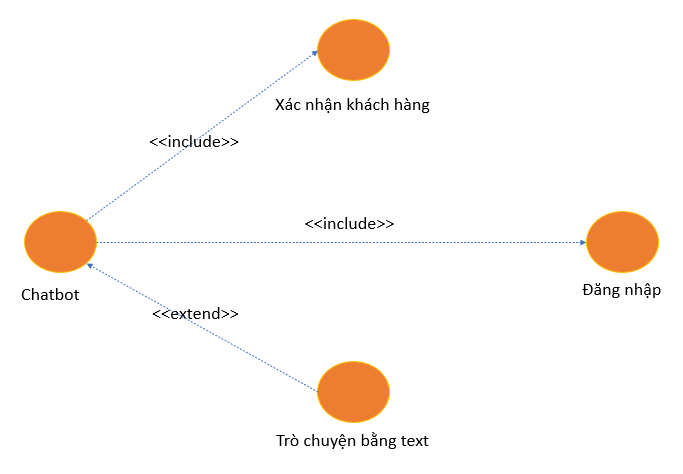 Xác nhận khách hàng
<<include>>
<<include>>
Chatbot
Đăng nhập
<<extend>>
Trò chuyện bằng text